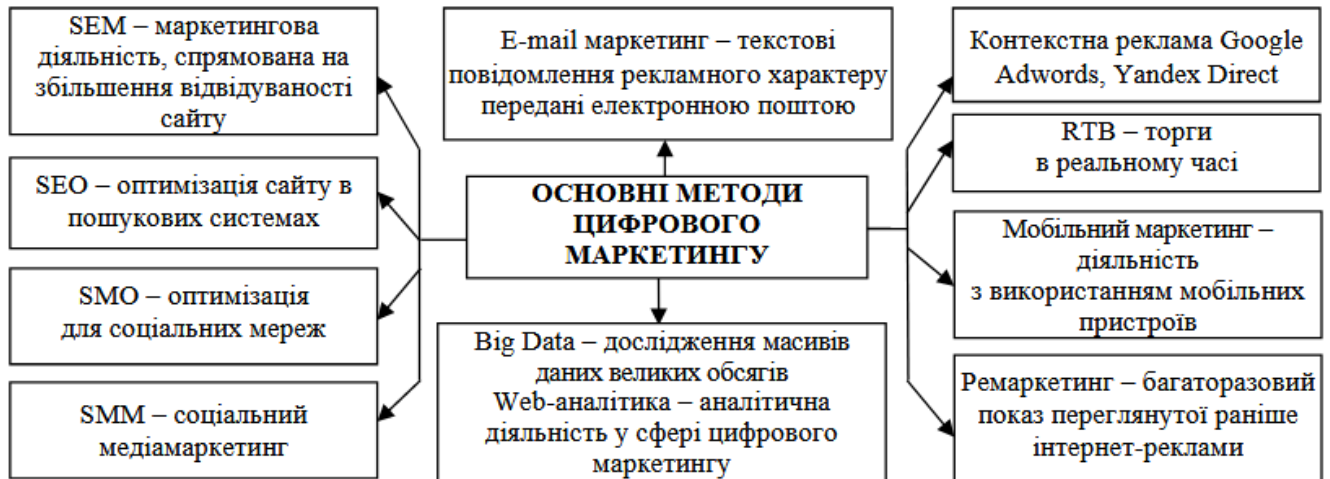 SEM – маркетингова
діяльність, спрямована на
збільшення відвідуваності
сайту
SEO – оптимізація сайту в
пошукових системах
SMO – оптимізація
для соціальних мереж
SMM – соціальний
медіамаркетинг
E-mail маркетинг – текстові
повідомлення рекламного характеру
передані електронною поштою
ОСНОВНІ МЕТОДИ
ЦИФРОВОГО
МАРКЕТИНГУ
Big Data – дослідження масивів
даних великих обсягів
Web-аналітика – аналітична
діяльність у сфері цифрового
маркетингу
Контекстна реклама Google
Adwords, Yandex Direct
RTB – торги
в реальному часі
Мобільний маркетинг –
діяльність
з використанням мобільних
пристроїв
Ремаркетинг – багаторазовий
показ переглянутої раніше
інтернет-реклами